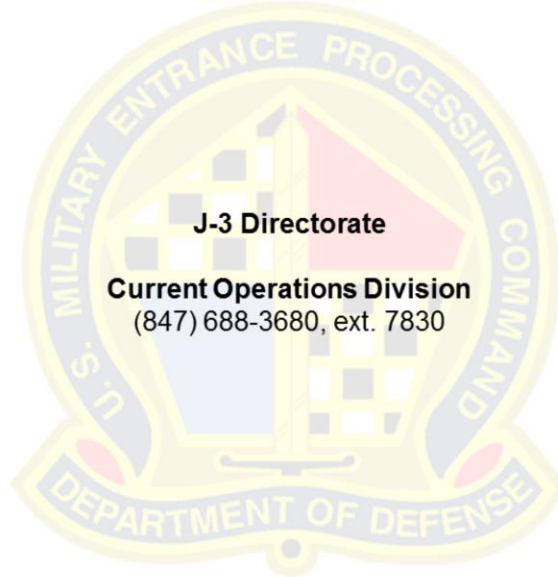 U.S. MILITARY ENTRANCE PROCESSING COMMAND
J-3 Directorate
Current Operations Division
(847) 688-3680, ext. 7830
DEPARTMENT OF DEFENSE